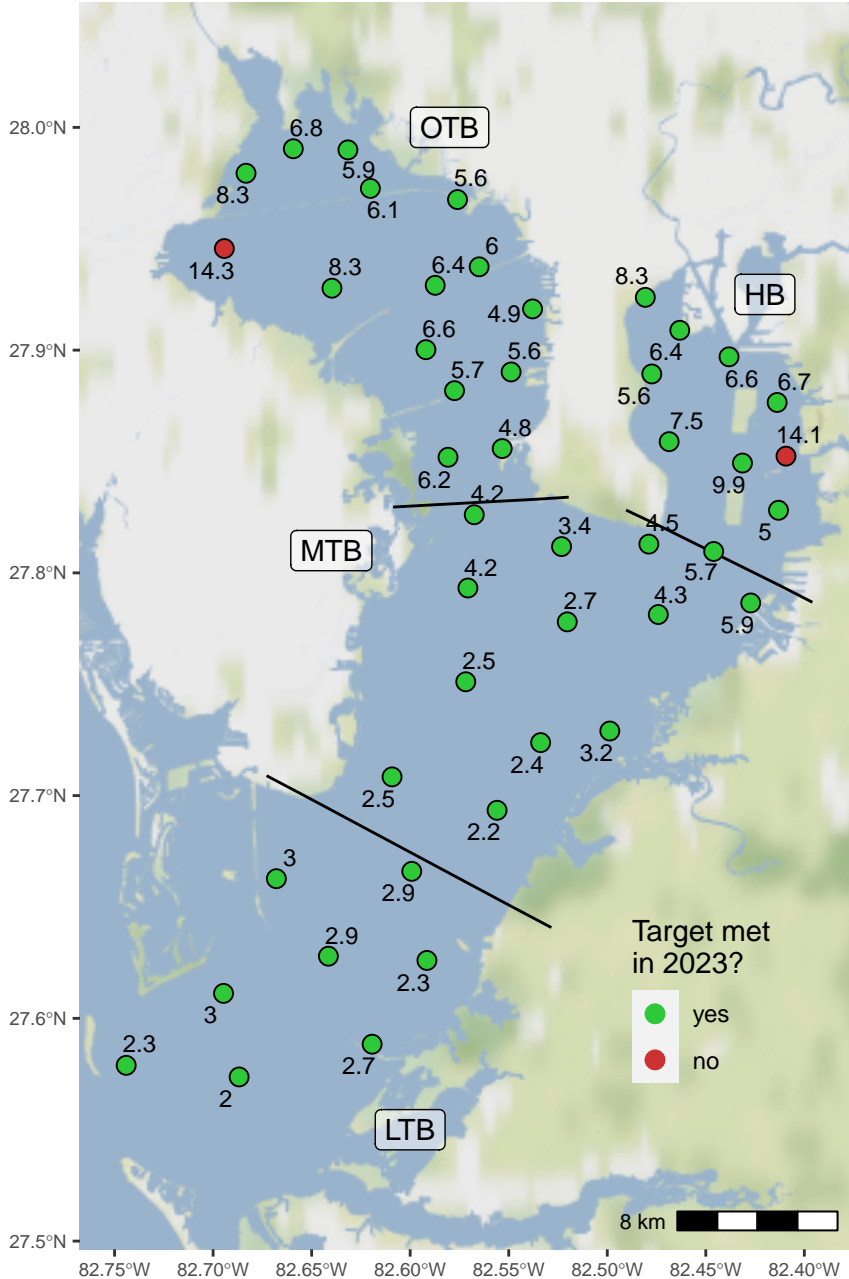 28.0°N
27.9°N
27.8°N
27.7°N
27.6°N
27.5°N
OTB
6.8
5.9
8.3
6.1
5.6
14.3
8.3
6.4
6
4.9
HB
8.3
6.4
5.6
6.6
6.7
6.6
5.7
5.6
7.5
14.1
9.9
5
4.8
6.2
4.2
MTB
3.4
4.5
5.7
4.2
2.7
4.3
5.9
2.5
2.4
3.2
2.5
2.2
3
2.9
2.9
2.3
3
2.3
2
2.7
LTB
Target met
in 2023?
yes
no
8 km
82.75°W
82.70°W
82.65°W
82.60°W
82.55°W
82.50°W
82.45°W
82.40°W